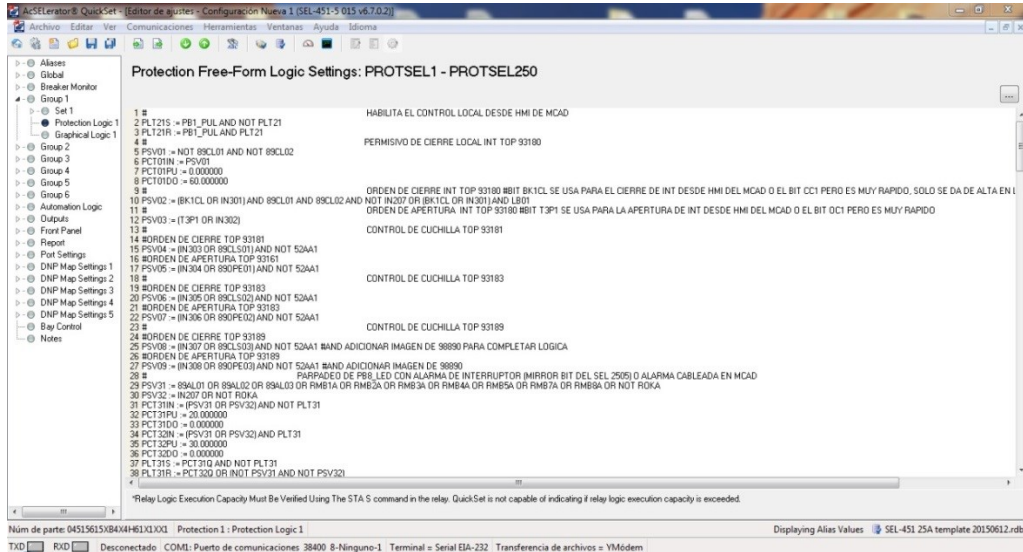 AcSELerator® QuickSet - [Editor de ajustes - Configuración Nueva 1 (SEL-451-5 015 v6.7.0.2)]
Archivo Editar Ver Comunicaciones Herramientas Ventanas Ayuda Idioma
Aliases
Global
Breaker Monitor
Group 1
Set 1
Protection Logic 1
Graphical Logic 1
Group 2
Group 3
Group 4
Group 5
Group 6
Automation Logic
Outputs
Front Panel
Report
Port Settings
DNP Map Settings 1
DNP Map Settings 2
DNP Map Settings 3
DNP Map Settings 4
DNP Map Settings 5
Bay Control
Notes
Protection Free-Form Logic Settings: PROTSEL1 - PROTSEL250
...
1 # HABILITA EL CONTROL LOCAL DESDE HMI DE MCAD
2 PLT21S := PB1_PUL AND NOT PLT21
3 PLT21R := PB1_PUL AND PLT21
4 # PERMISIVO DE CIERRE LOCAL INT TOP 93180
5 PSV01 := NOT 89CL01 AND NOT 89CL02
6 PCT01IN := PSV01
7 PCT01PU := 0.000000
8 PCT01DO := 60.000000
9 # ORDEN DE CIERRE INT TOP 93180 #BIT BK1CL SE USA PARA EL CIERRE DE INT DESDE HMI DEL MCAD O EL BIT CC1 PERO ES MUY RAPIDO, SOLO SE DA DE ALTA EN L
10 PSV02 := (BK1CL OR IN301) AND 89CL01 AND 89CL02 AND NOT IN207 OR (BK1CL OR IN301) AND LB01
11 # ORDEN DE APERTURA INT TOP 93180 #BIT T3P1 SE USA PARA LA APERTURA DE INT DESDE HMI DEL MCAD O EL BIT OC1 PERO ES MUY RAPIDO
12 PSV03 := (T3P1 OR IN302)
13 # CONTROL DE CUCHILLA TOP 93181
14 #ORDEN DE CIERRE TOP 93181
15 PSV04 := (IN303 OR 89CLS01) AND NOT 52AA1
16 #ORDEN DE APERTURA TOP 93161
17 PSV05 := (IN304 OR 89OPE01) AND NOT 52AA1
18 # CONTROL DE CUCHILLA TOP 93183
19 #ORDEN DE CIERRE TOP 93183
20 PSV06 := (IN305 OR 89CLS02) AND NOT 52AA1
21 #ORDEN DE APERTURA TOP 93183
22 PSV07 := (IN306 OR 89OPE02) AND NOT 52AA1
23 # CONTROL DE CUCHILLA TOP 93189
24 #ORDEN DE CIERRE TOP 93189
25 PSV08 := (IN307 OR 89CLS03) AND NOT 52AA1 #AND ADICIONAR IMAGEN DE 98890 PARA COMPLETAR LOGICA
26 #ORDEN DE APERTURA TOP 93189
27 PSV09 := (IN308 OR 89OPE03) AND NOT 52AA1 #AND ADICIONAR IMAGEN DE 98890
28 # PARPADEO DE PB8_LED CON ALARMA DE INTERRUPTOR (MIRROR BIT DEL SEL 2505) O ALARMA CABLEADA EN MCAD
29 PSV31 := 89AL01 OR 89AL02 OR 89AL03 OR RMB1A OR RMB2A OR RMB3A OR RMB4A OR RMB5A OR RMB7A OR RMB8A OR NOT ROKA
30 PSV32 := IN207 OR NOT ROKA
31 PCT31IN := (PSV31 OR PSV32) AND NOT PLT31
32 PCT31PU := 20.000000
33 PCT31DO := 0.000000
34 PCT32IN := (PSV31 OR PSV32) AND PLT31
35 PCT32PU := 30.000000
36 PCT32DO := 0.000000
37 PLT31S := PCT31Q AND NOT PLT31
38 PLT31R := PCT32Q OR (NOT PSV31 AND NOT PSV32)
*Relay Logic Execution Capacity Must Be Verified Using The STA S command in the relay. QuickSet is not capable of indicating if relay logic execution capacity is exceeded.
Núm de parte: 04515615XB4X4H61X1XX1 Protection 1 : Protection Logic 1 Displaying Alias Values SEL-451 25A template 20150612.rdb
TXD RXD Desconectado COM1: Puerto de comunicaciones 38400 8-Ninguno-1 Terminal = Serial EIA-232 Transferencia de archivos = YMódem